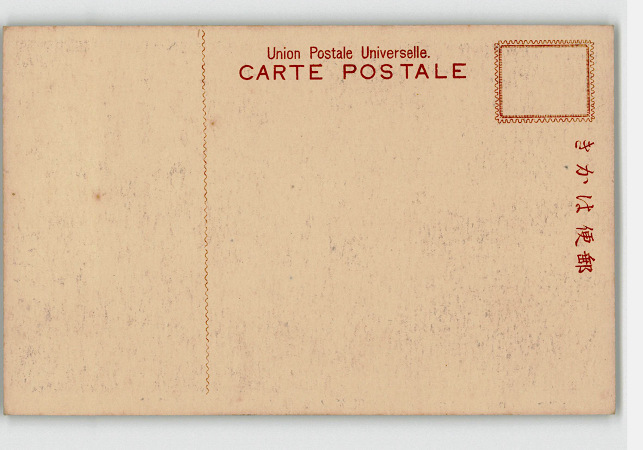 Union Postale Universelle.
CARTE POSTALE
きかは便郵